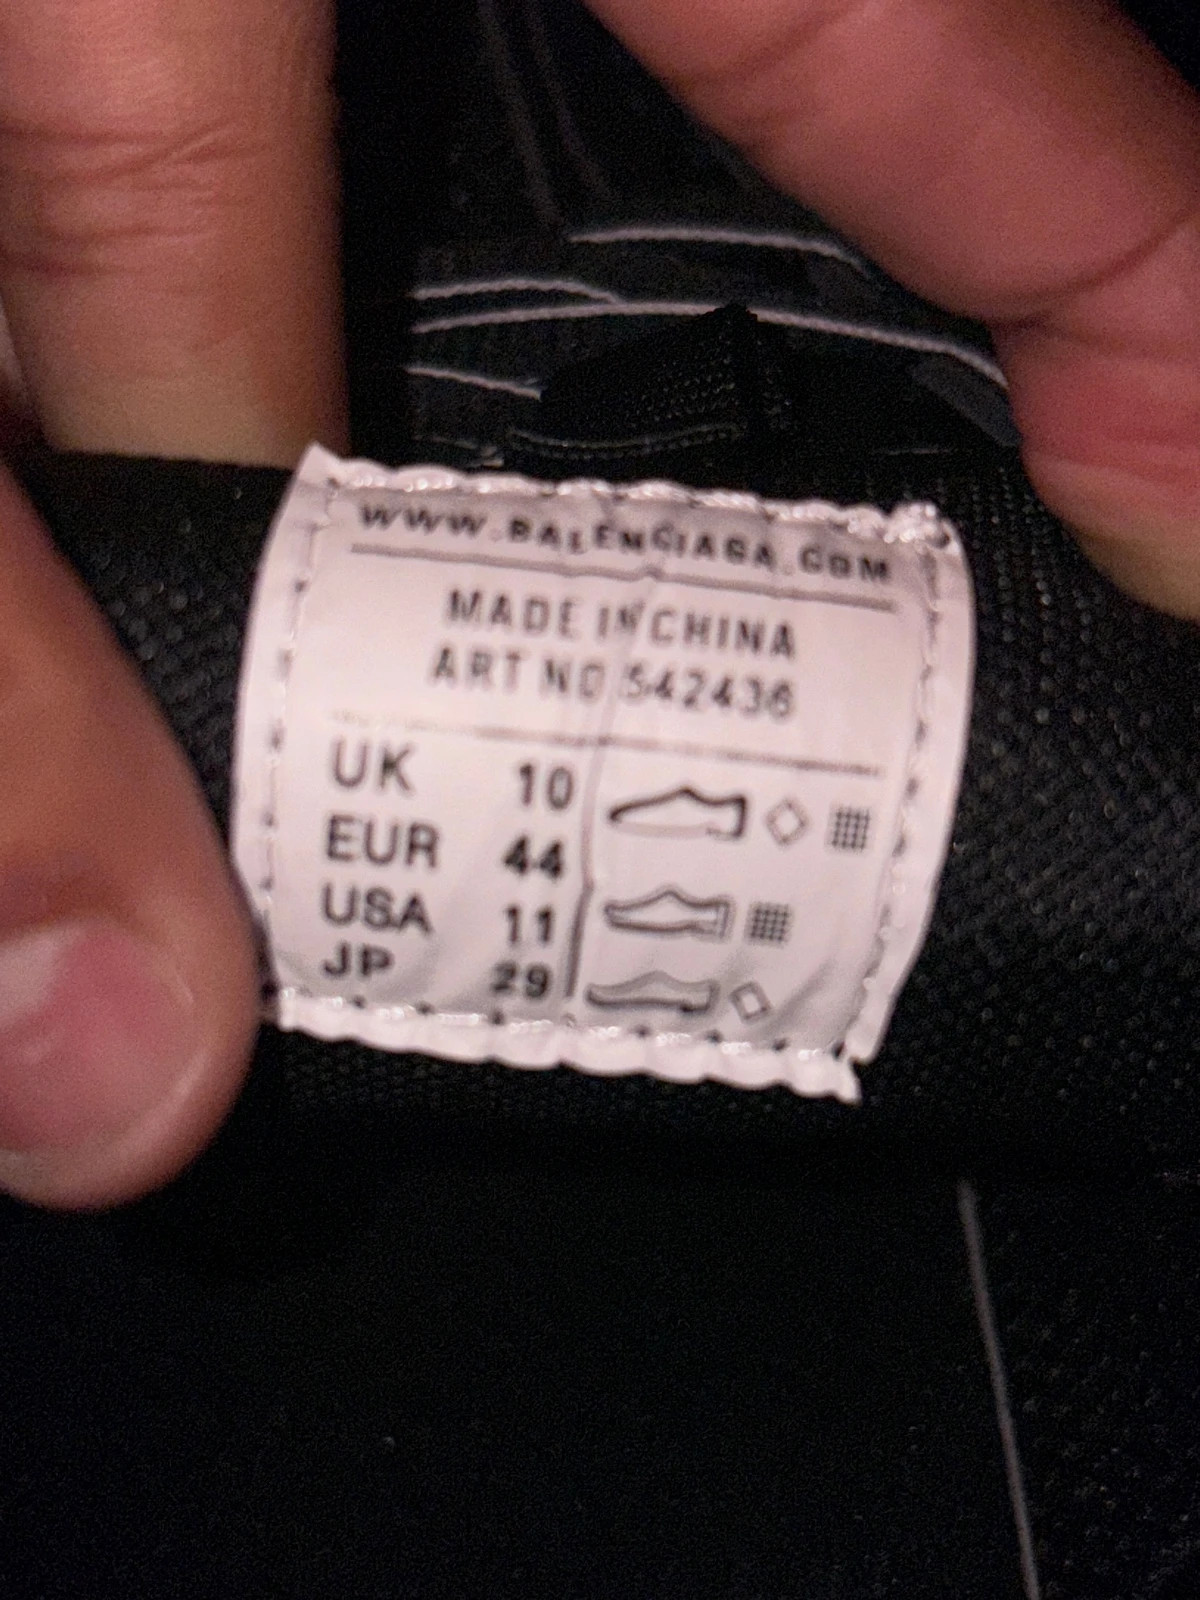 WWW.BALENCIAGA.COM
MADE IN CHINA
ART NO 542436
UK 10
EUR 44
USA 11
JP 29